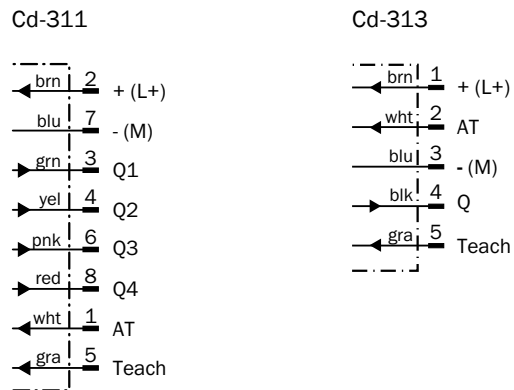 Cd-311
brn 2 + (L+)
blu 7 - (M)
grn 3 Q1
yel 4 Q2
pnk 6 Q3
red 8 Q4
wht 1 AT
gra 5 Teach
Cd-313
brn 1 + (L+)
wht 2 AT
blu 3 - (M)
blk 4 Q
gra 5 Teach